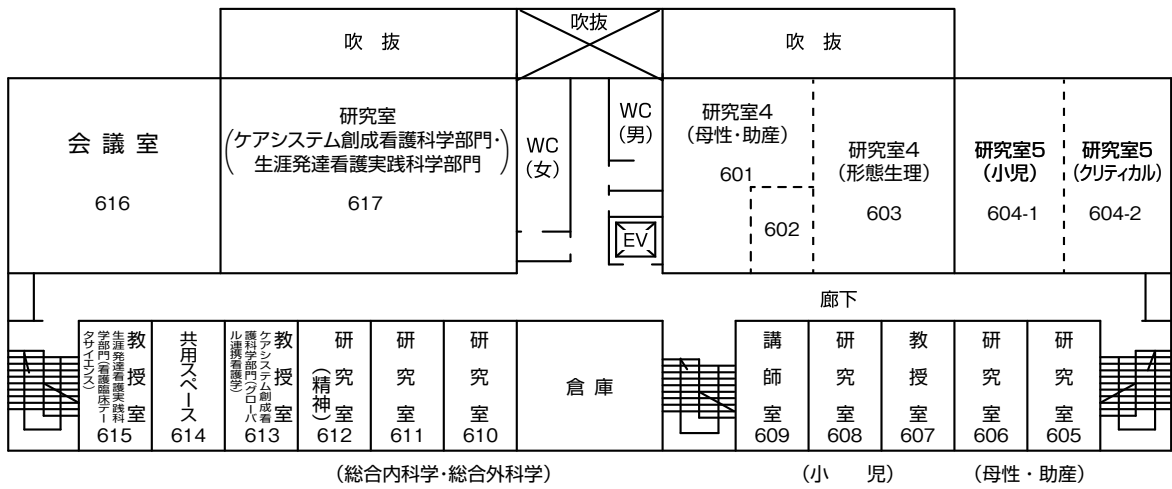 吹抜
吹 抜
吹 抜
会 議 室
616
研究室
(ケアシステム創成看護科学部門・
生涯発達看護実践科学部門)
617
WC
(女)
WC
(男)
EV
研究室4
(母性・助産)
601
602
研究室4
(形態生理)
603
研究室5
(小児)
604-1
研究室5
(クリティカル)
604-2
廊下
教授室
生涯発達看護実践科
学部門(看護臨床デー
タサイエンス)
615
共用スペース
614
教授室
ケアシステム創成看
護科学部門(グローバ
ル連携看護学)
613
研究室
(精神)
612
研究室
611
研究室
610
倉 庫
講師室
609
研究室
608
教授室
607
研究室
606
研究室
605
(総合内科学・総合外科学)
(小 児)
(母性・助産)